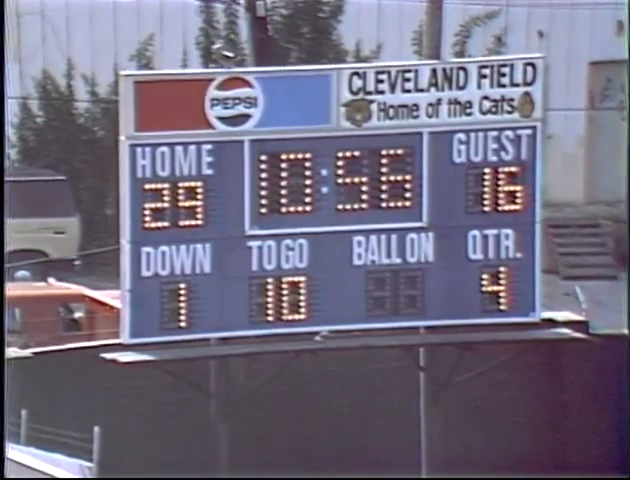 PEPSI
CLEVELAND FIELD
Home of the Cats
HOME 10:56 GUEST
29 16
DOWN TO GO BALL ON QTR.
1 10 4